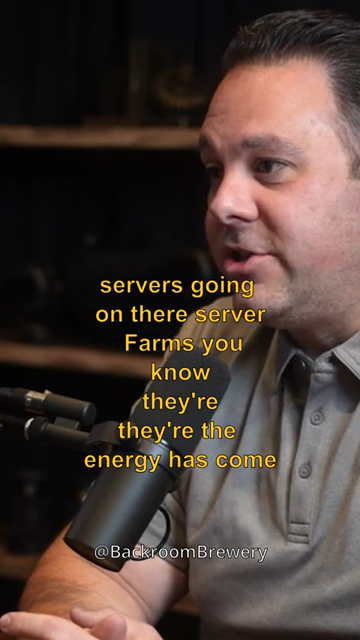 servers going
on there server
Farms you
know
they're
they're the
energy has come
@BackroomBrewery